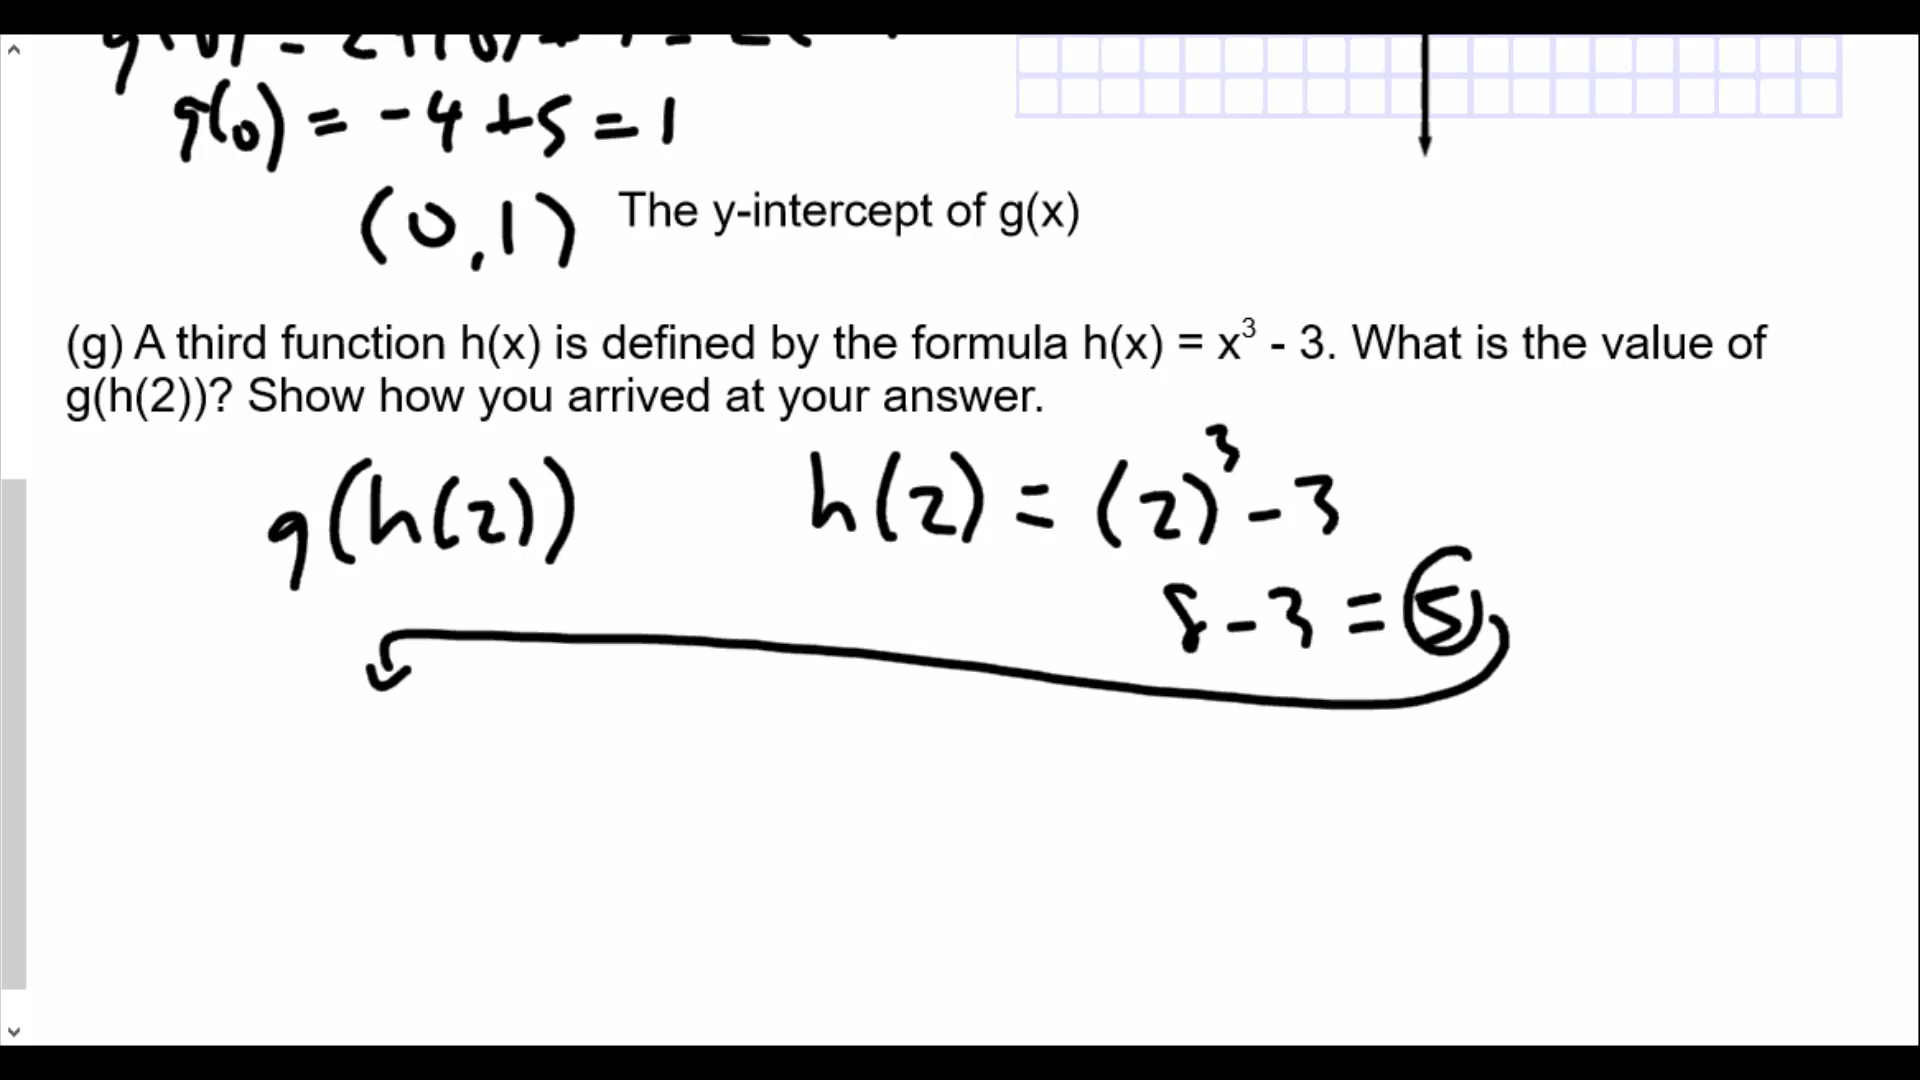 g(0) = -4 + 5 = 1
(0,1) The y-intercept of g(x)
(g) A third function h(x) is defined by the formula h(x) = x³ - 3. What is the value of
g(h(2))? Show how you arrived at your answer.
g(h(2)) h(2) = (2)³ - 3
8 - 3 = 5